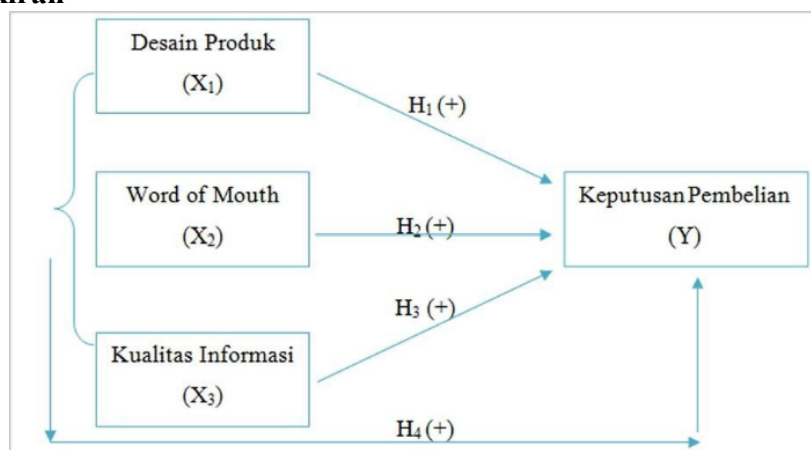 Desain Produk
(X₁)
H₁ (+)
Word of Mouth
(X₂)
H₂ (+)
Keputusan Pembelian
(Y)
H₃ (+)
Kualitas Informasi
(X₃)
H₄ (+)